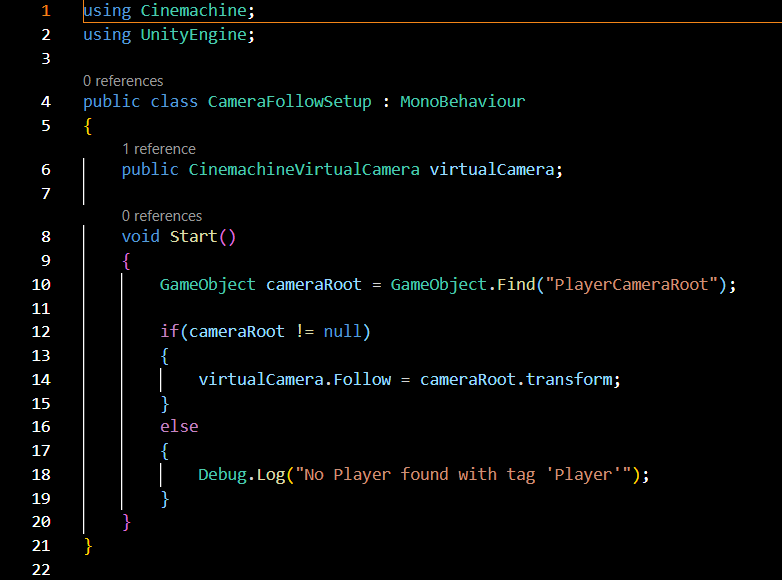 1 using Cinemachine;
2 using UnityEngine;
3
0 references
4 public class CameraFollowSetup : MonoBehaviour
5 {
1 reference
6 public CinemachineVirtualCamera virtualCamera;
7
0 references
8 void Start()
9 {
10 GameObject cameraRoot = GameObject.Find("PlayerCameraRoot");
11
12 if(cameraRoot != null)
13 {
14 virtualCamera.Follow = cameraRoot.transform;
15 }
16 else
17 {
18 Debug.Log("No Player found with tag 'Player'");
19 }
20 }
21 }
22